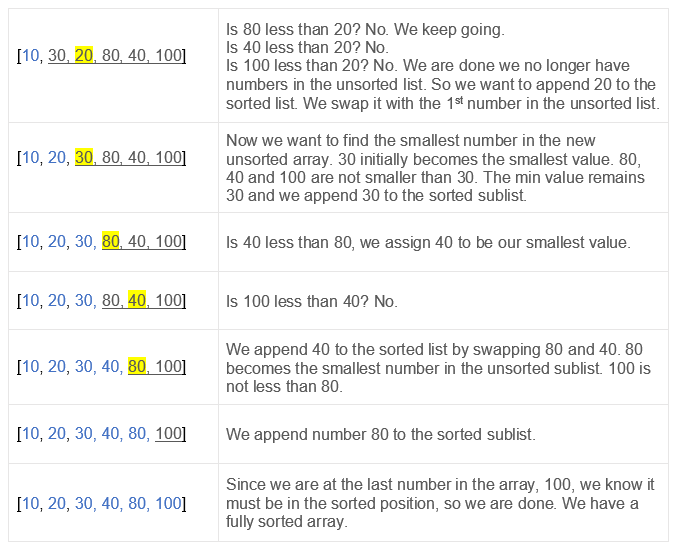 [10, 30, 20, 80, 40, 100]
Is 80 less than 20? No. We keep going.
Is 40 less than 20? No.
Is 100 less than 20? No. We are done we no longer have
numbers in the unsorted list. So we want to append 20 to the
sorted list. We swap it with the 1st number in the unsorted list.
[10, 20, 30, 80, 40, 100]
Now we want to find the smallest number in the new
unsorted array. 30 initially becomes the smallest value. 80,
40 and 100 are not smaller than 30. The min value remains
30 and we append 30 to the sorted sublist.
[10, 20, 30, 80, 40, 100]
Is 40 less than 80, we assign 40 to be our smallest value.
[10, 20, 30, 80, 40, 100]
Is 100 less than 40? No.
[10, 20, 30, 40, 80, 100]
We append 40 to the sorted list by swapping 80 and 40. 80
becomes the smallest number in the unsorted sublist. 100 is
not less than 80.
[10, 20, 30, 40, 80, 100]
We append number 80 to the sorted sublist.
[10, 20, 30, 40, 80, 100]
Since we are at the last number in the array, 100, we know it
must be in the sorted position, so we are done. We have a
fully sorted array.